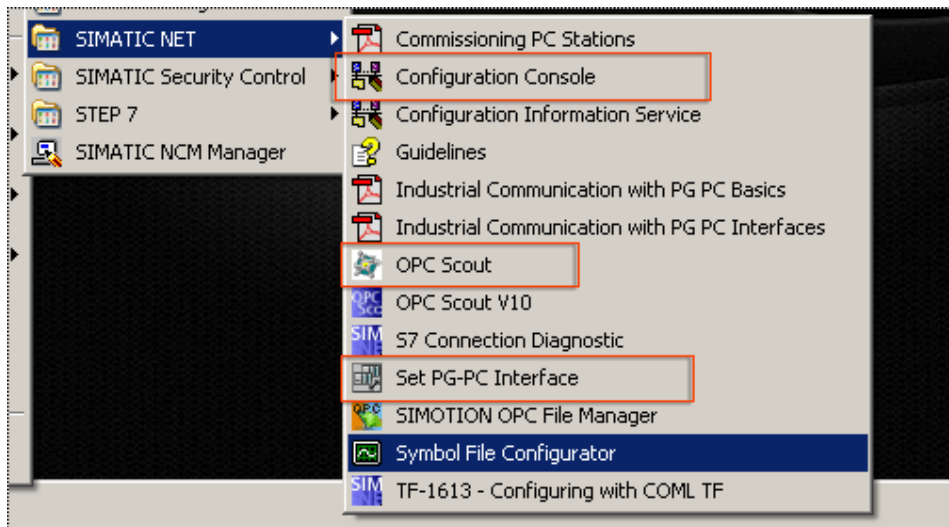 SIMATIC NET
SIMATIC Security Control
STEP 7
SIMATIC NCM Manager
Commissioning PC Stations
Configuration Console
Configuration Information Service
Guidelines
Industrial Communication with PG PC Basics
Industrial Communication with PG PC Interfaces
OPC Scout
OPC Scout V10
S7 Connection Diagnostic
Set PG-PC Interface
SIMOTION OPC File Manager
Symbol File Configurator
TF-1613 - Configuring with COML TF